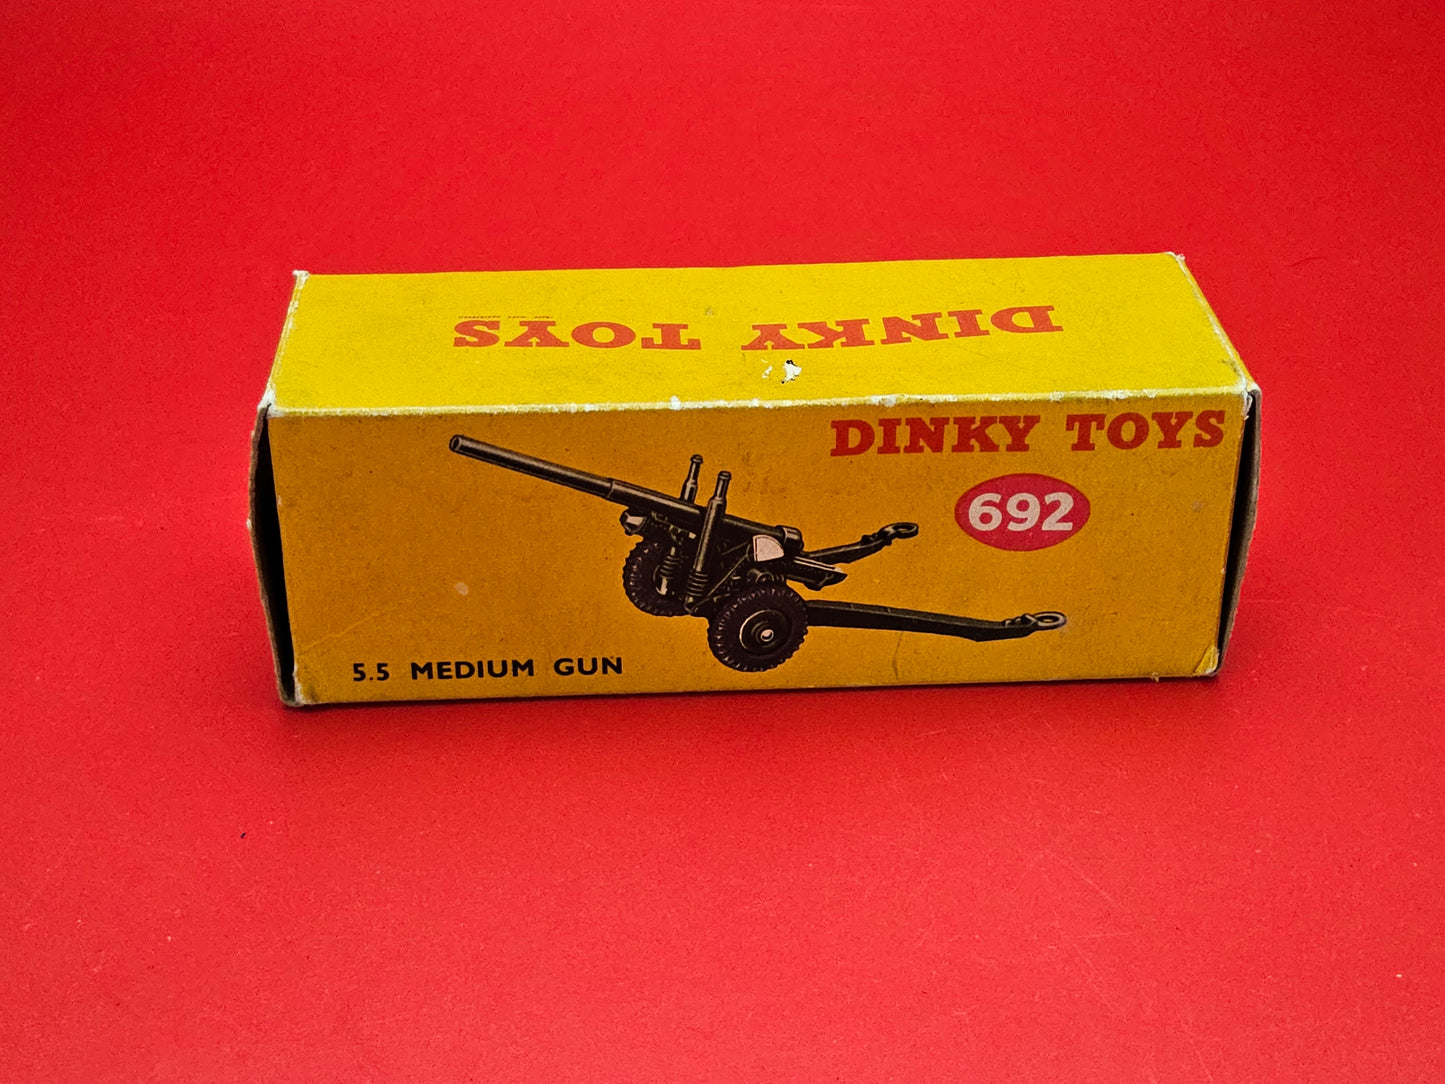 DINKY TOYS
DINKY TOYS
692
5.5 MEDIUM GUN